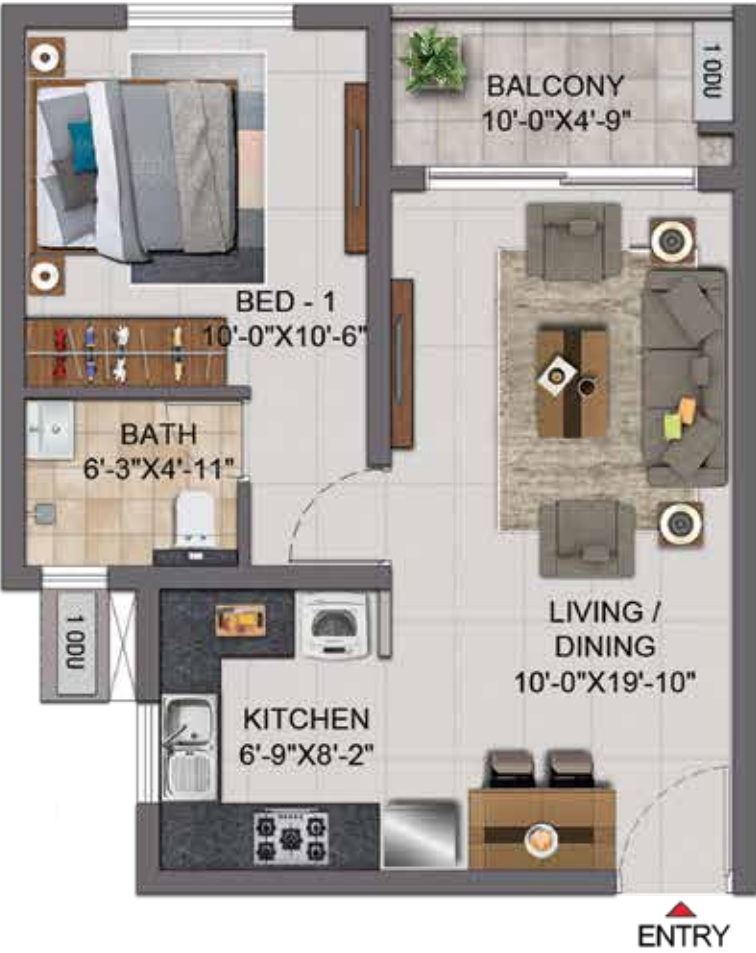 BALCONY
10'-0"X4'-9"
1 ODU
BED - 1
10'-0"X10'-6"
BATH
6'-3"X4'-11"
1 ODU
LIVING /
DINING
10'-0"X19'-10"
KITCHEN
6'-9"X8'-2"
ENTRY